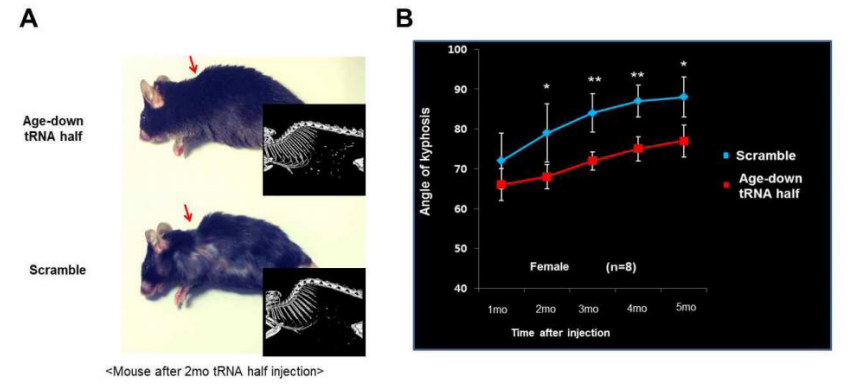 A
Age-down
tRNA half
Scramble
<Mouse after 2mo tRNA half injection>
B
Angle of kyphosis
100
90
80
70
60
50
40
*
**
**
*
Female (n=8)
1mo 2mo 3mo 4mo 5mo
Time after injection
Scramble
Age-down
tRNA half